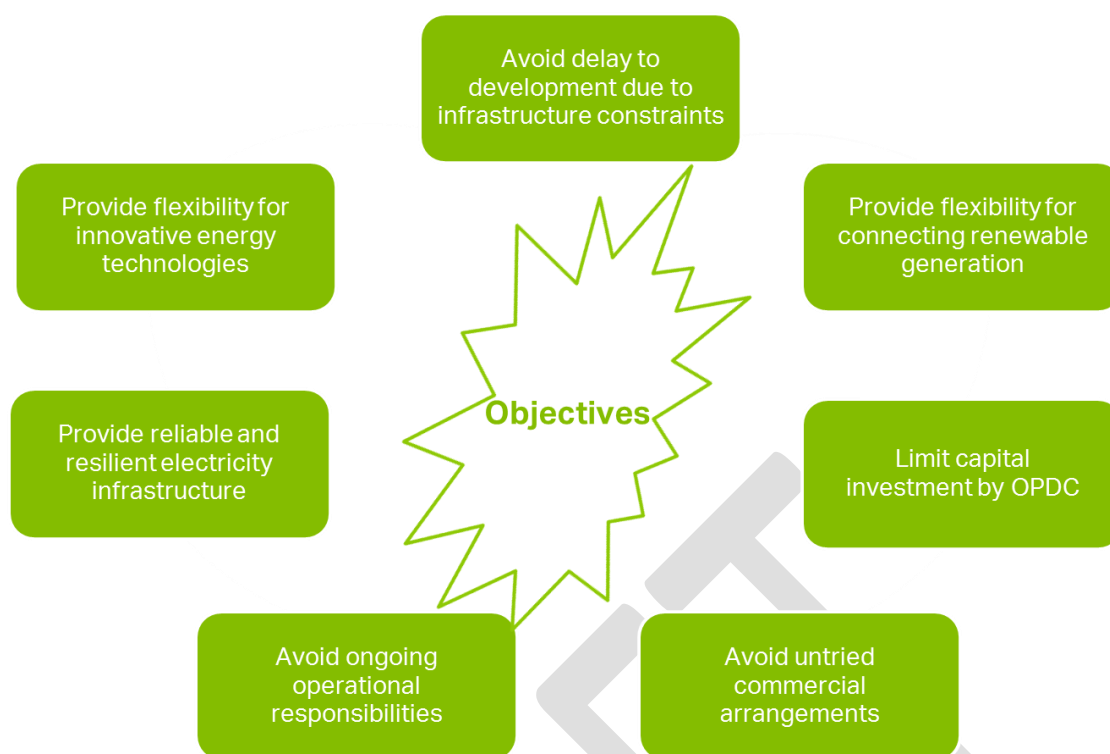 Avoid delay to
development due to
infrastructure constraints
Provide flexibility for
innovative energy
technologies
Provide flexibility for
connecting renewable
generation
Objectives
Provide reliable and
resilient electricity
infrastructure
Limit capital
investment by OPDC
Avoid ongoing
operational
responsibilities
Avoid untried
commercial
arrangements